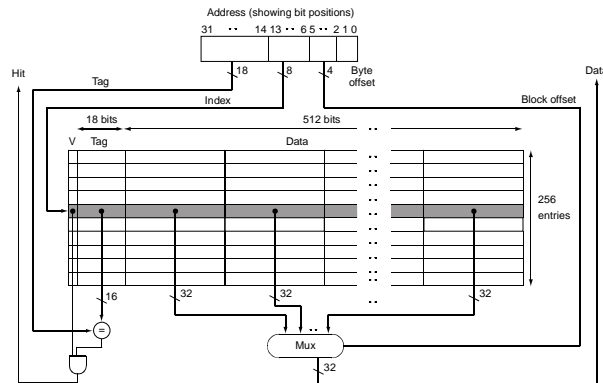 Address (showing bit positions)
31 ·· 14 13 ·· 6 5 ·· 2 1 0
18 8 4 Byte
offset
Hit Data
Tag
Index Block offset
18 bits 512 bits ··
V Tag Data
··
256
entries
16 32 32 ·· 32
=
··
Mux
32